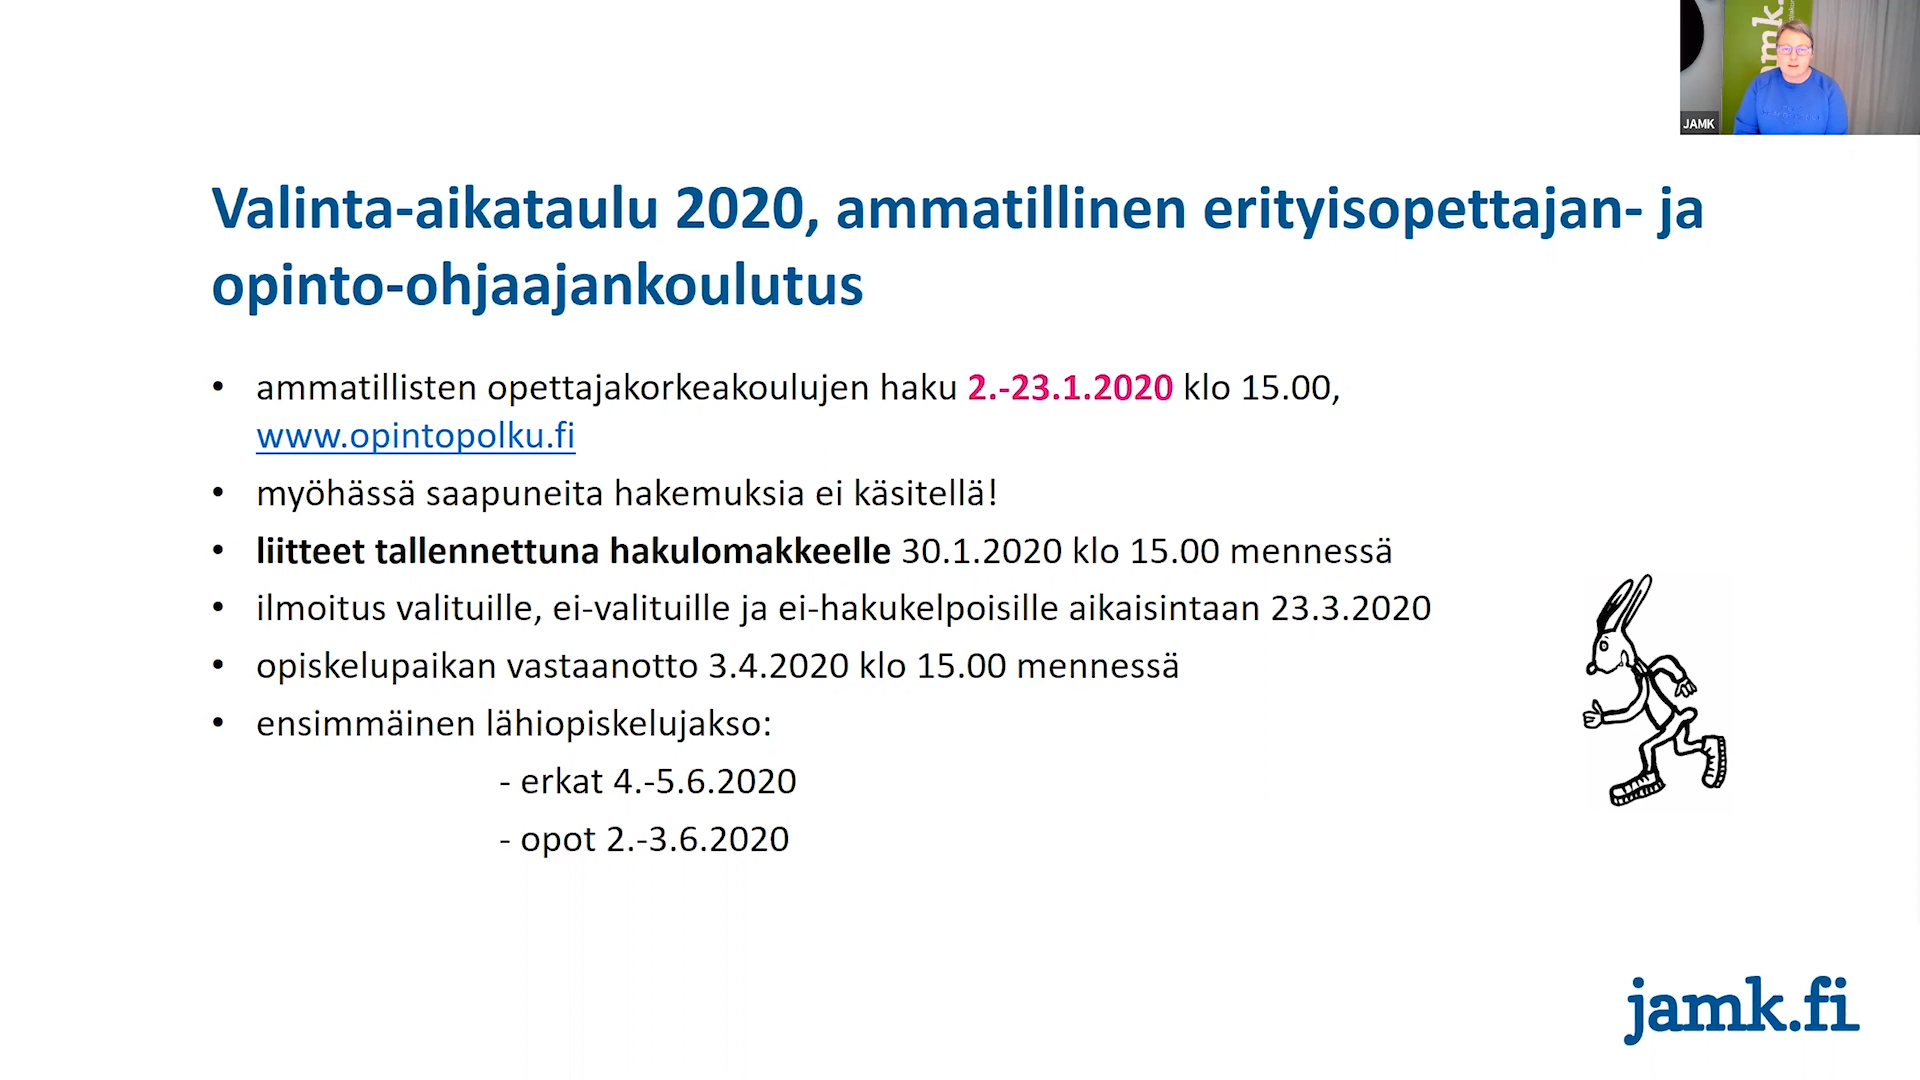 jamk.
JAMK
Valinta-aikataulu 2020, ammatillinen erityisopettajan- ja
opinto-ohjaajankoulutus
• ammatillisten opettajakorkeakoulujen haku 2.-23.1.2020 klo 15.00,
www.opintopolku.fi
• myöhässä saapuneita hakemuksia ei käsitellä!
• liitteet tallennettuna hakulomakkeelle 30.1.2020 klo 15.00 mennessä
• ilmoitus valituille, ei-valituille ja ei-hakukelpoisille aikaisintaan 23.3.2020
• opiskelupaikan vastaanotto 3.4.2020 klo 15.00 mennessä
• ensimmäinen lähiopiskelujakso:
- erkat 4.-5.6.2020
- opot 2.-3.6.2020
jamk.fi